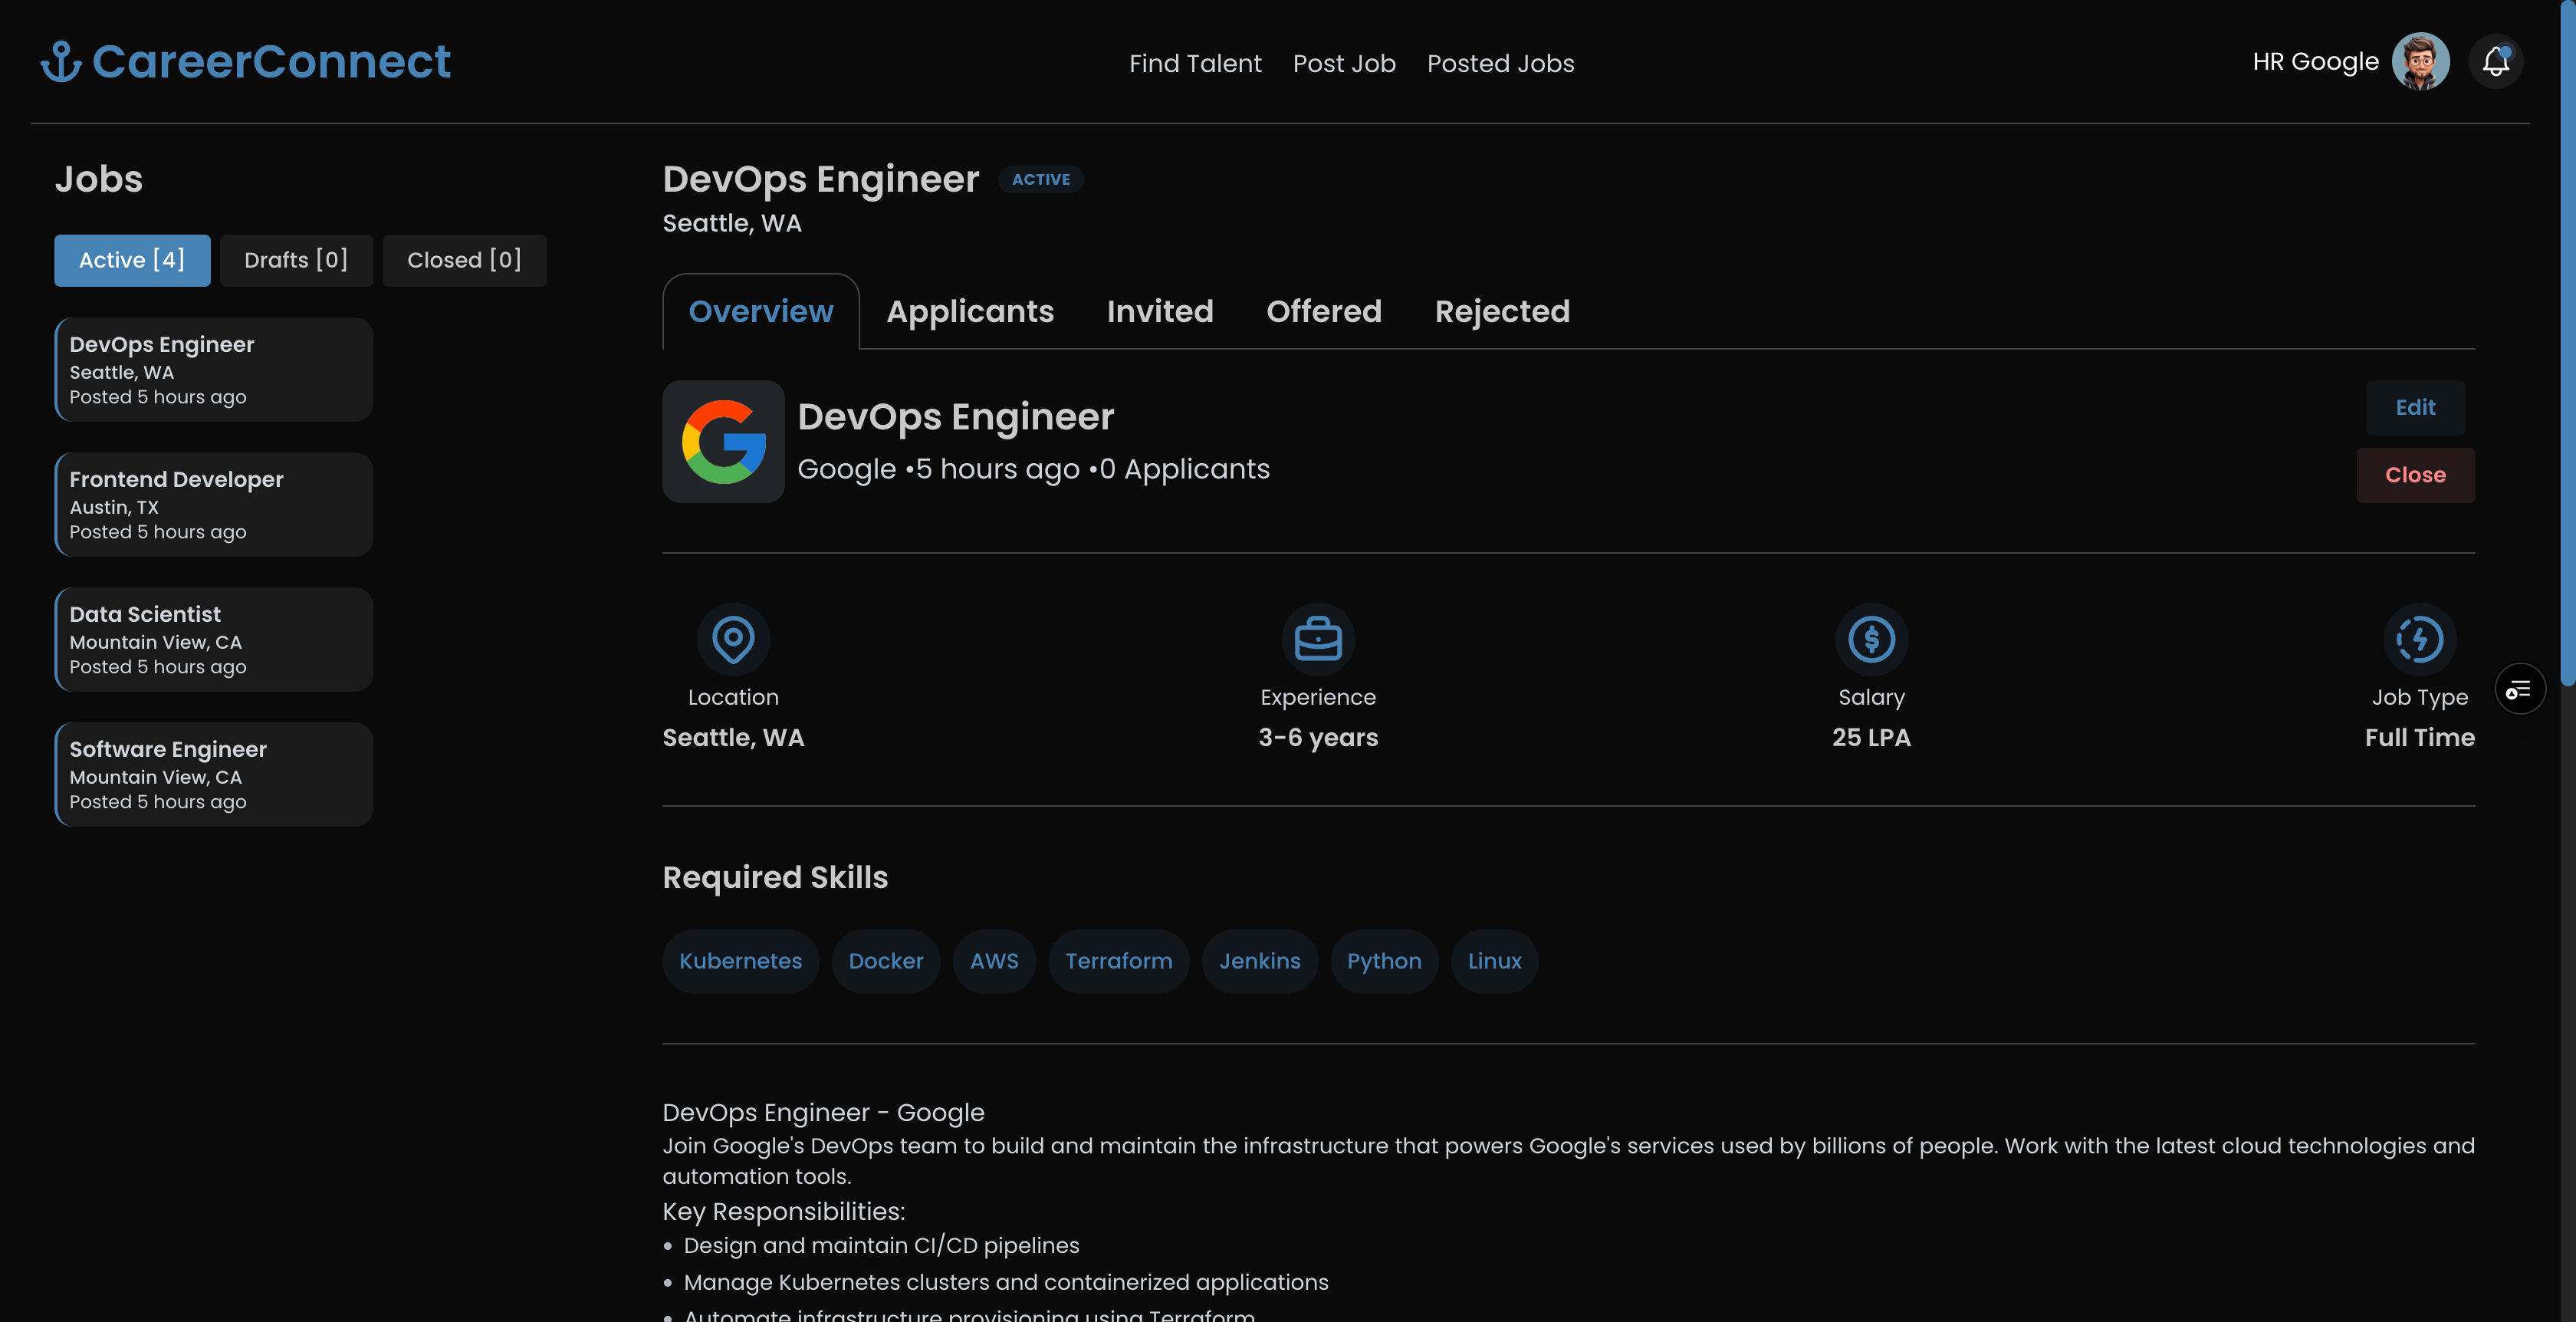 CareerConnect
Find Talent Post Job Posted Jobs
HR Google
Jobs
Active [4] Drafts [0] Closed [0]
DevOps Engineer
Seattle, WA
Posted 5 hours ago
Frontend Developer
Austin, TX
Posted 5 hours ago
Data Scientist
Mountain View, CA
Posted 5 hours ago
Software Engineer
Mountain View, CA
Posted 5 hours ago
DevOps Engineer ACTIVE
Seattle, WA
Overview Applicants Invited Offered Rejected
DevOps Engineer
Google •5 hours ago •0 Applicants
Edit
Close
Location
Seattle, WA
Experience
3-6 years
Salary
25 LPA
Job Type
Full Time
Required Skills
Kubernetes Docker AWS Terraform Jenkins Python Linux
DevOps Engineer - Google
Join Google's DevOps team to build and maintain the infrastructure that powers Google's services used by billions of people. Work with the latest cloud technologies and
automation tools.
Key Responsibilities:
• Design and maintain CI/CD pipelines
• Manage Kubernetes clusters and containerized applications
• Automate infrastructure provisioning using Terraform